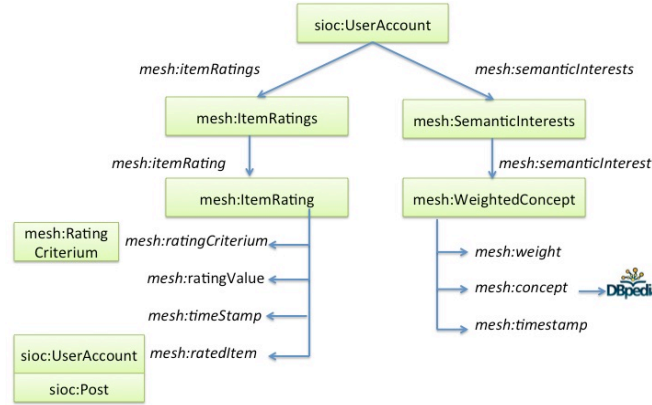 sioc:UserAccount
mesh:itemRatings
mesh:semanticInterests
mesh:ItemRatings
mesh:SemanticInterests
mesh:itemRating
mesh:semanticInterest
mesh:ItemRating
mesh:WeightedConcept
mesh:Rating
Criterium
mesh:ratingCriterium
mesh:weight
mesh:ratingValue
mesh:concept
DBpedi
mesh:timeStamp
mesh:timestamp
sioc:UserAccount
mesh:ratedItem
sioc:Post